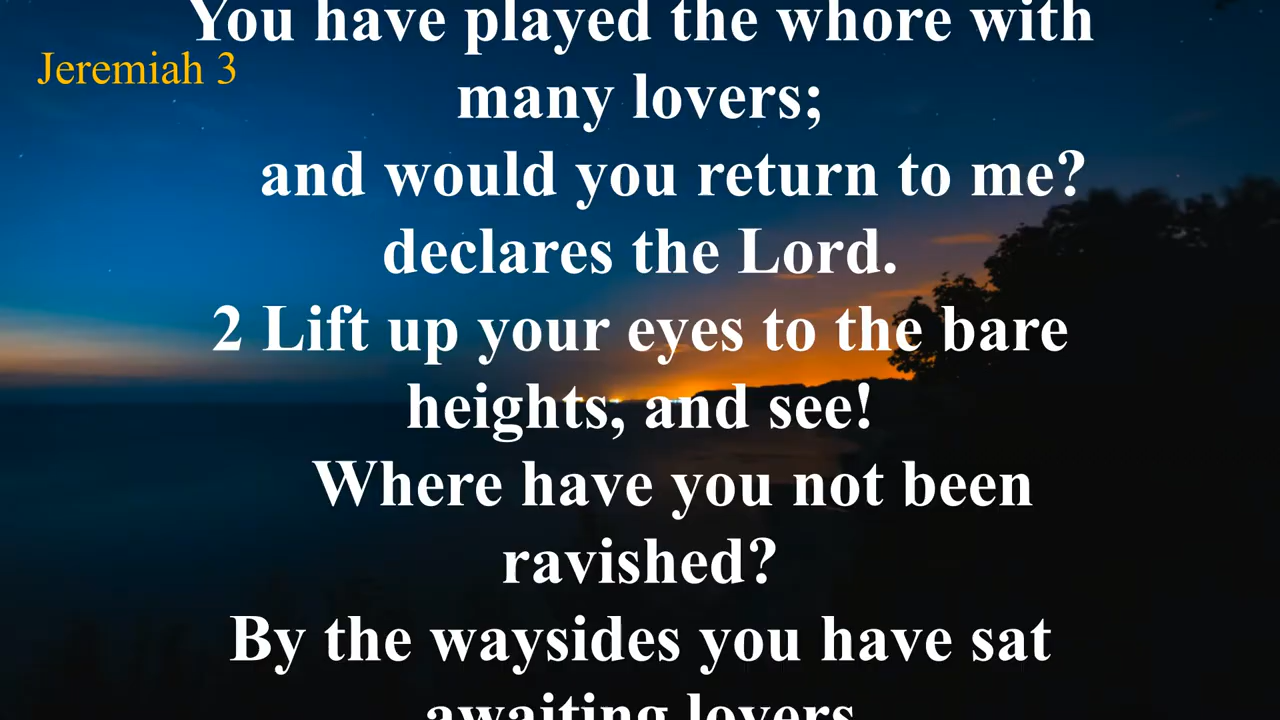 You have played the whore with
Jeremiah 3
many lovers;
and would you return to me?
declares the Lord.
2 Lift up your eyes to the bare
heights, and see!
Where have you not been
ravished?
By the waysides you have sat
awaiting lovers